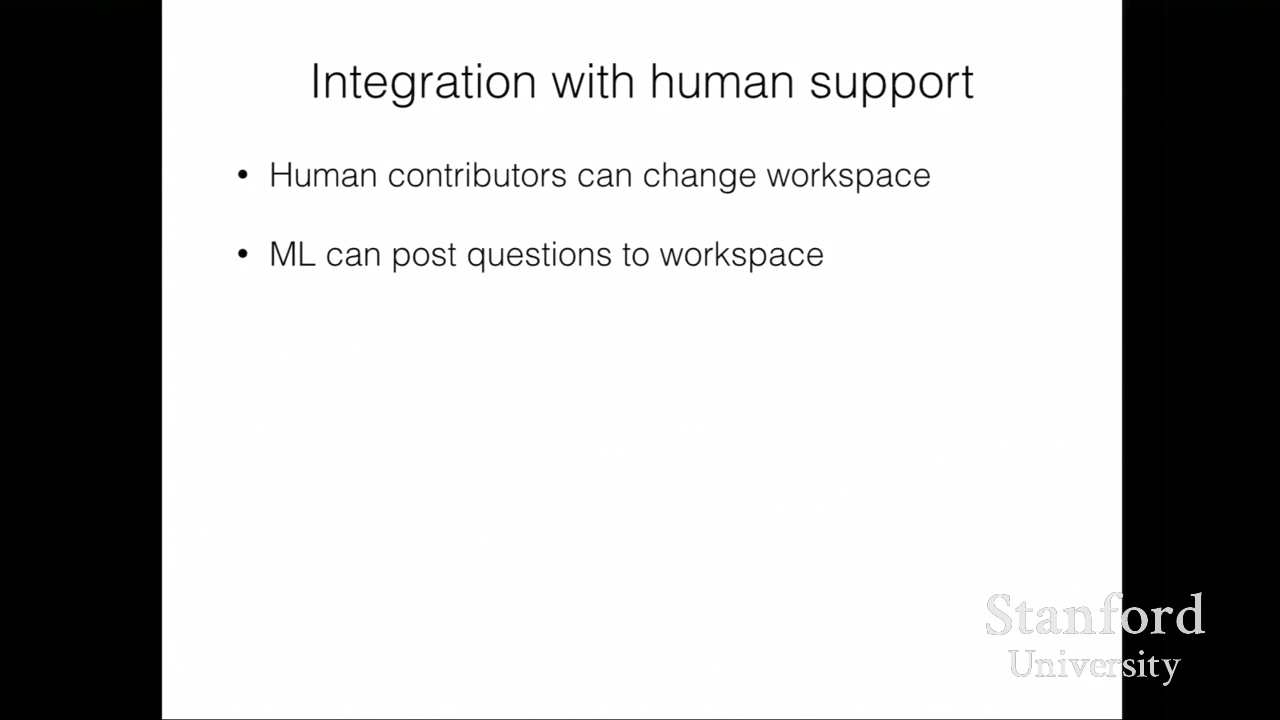 Integration with human support
• Human contributors can change workspace
• ML can post questions to workspace
Stanford
University